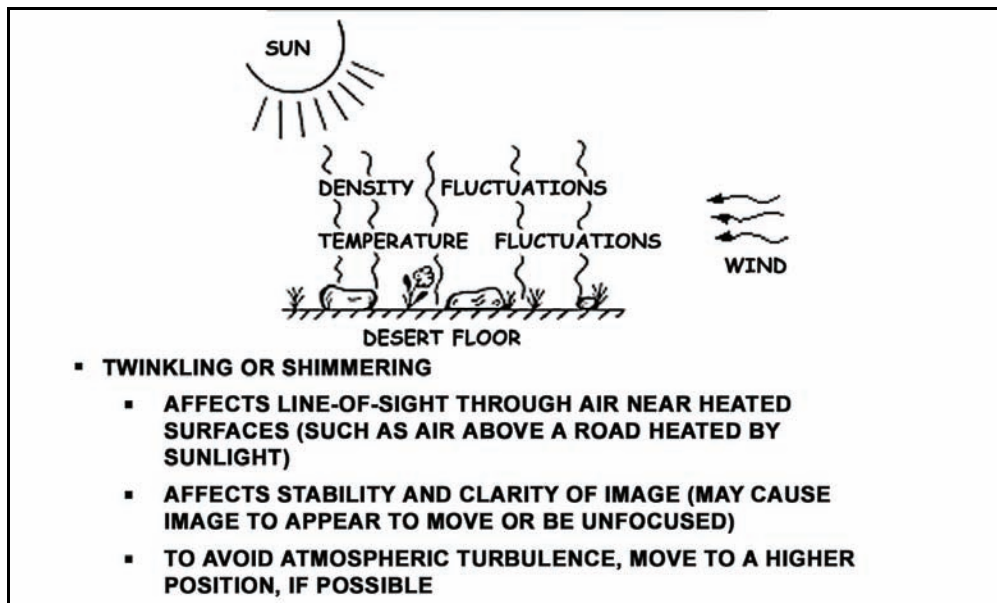 SUN
DENSITY FLUCTUATIONS
TEMPERATURE FLUCTUATIONS
WIND
DESERT FLOOR
▪ TWINKLING OR SHIMMERING
▪ AFFECTS LINE-OF-SIGHT THROUGH AIR NEAR HEATED
SURFACES (SUCH AS AIR ABOVE A ROAD HEATED BY
SUNLIGHT)
▪ AFFECTS STABILITY AND CLARITY OF IMAGE (MAY CAUSE
IMAGE TO APPEAR TO MOVE OR BE UNFOCUSED)
▪ TO AVOID ATMOSPHERIC TURBULENCE, MOVE TO A HIGHER
POSITION, IF POSSIBLE